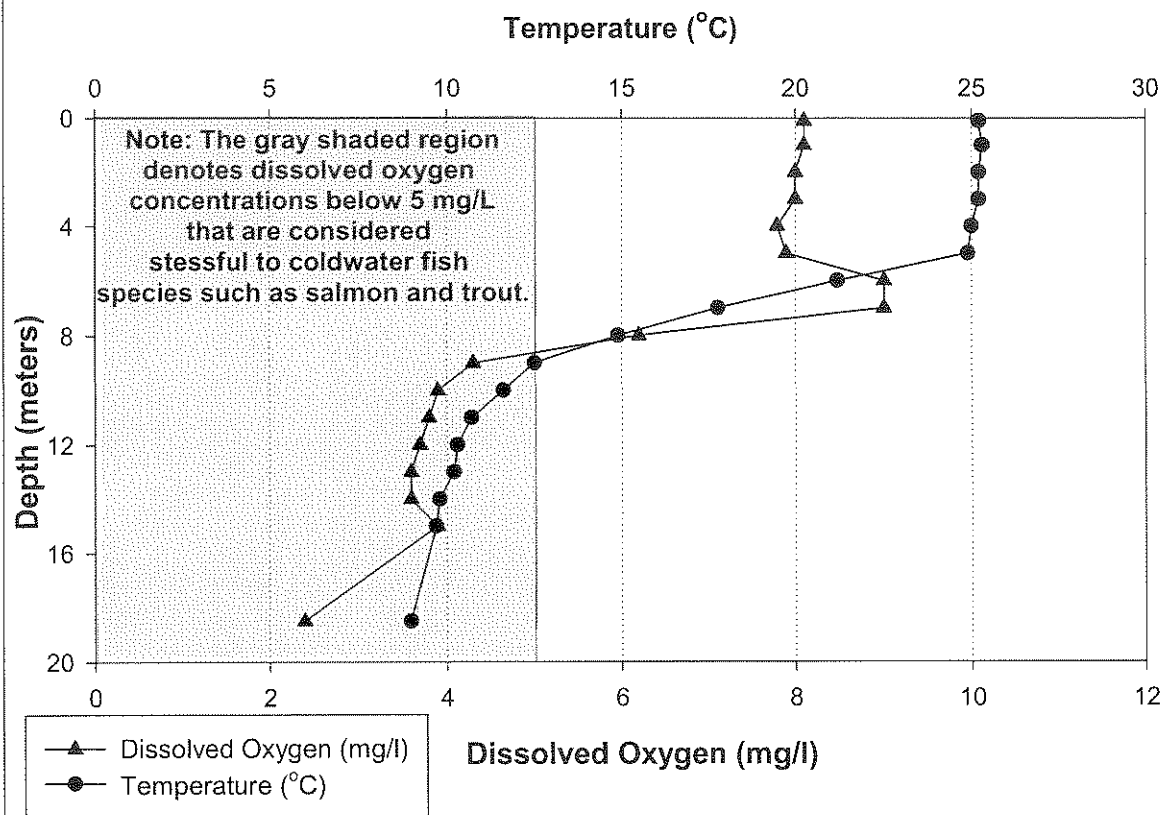 Temperature (°C)
0 5 10 15 20 25 30
0
Note: The gray shaded region
denotes dissolved oxygen
concentrations below 5 mg/L
that are considered
stessful to coldwater fish
species such as salmon and trout.
4
8
12
16
20
Depth (meters)
0 2 4 6 8 10 12
Dissolved Oxygen (mg/l)
Dissolved Oxygen (mg/l)
Temperature (°C)